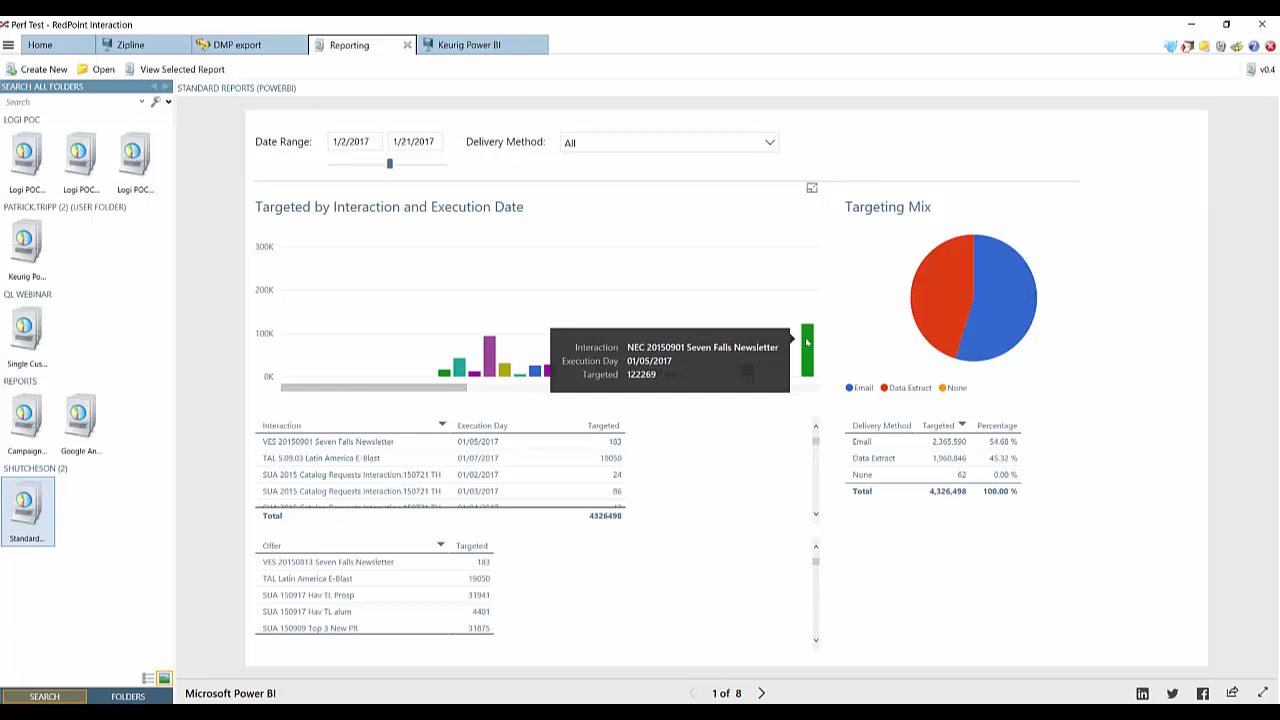 Perf Test - RedPoint Interaction
Home
Zipline
DMP export
Reporting
Keurig Power BI
Create New
Open
View Selected Report
v0.4
SEARCH ALL FOLDERS
STANDARD REPORTS (POWERBI)
Search
LOGI POC
Logi POC...
Logi POC...
Logi POC...
PATRICK.TRIPP (2) (USER FOLDER)
Keurig Po...
QL WEBINAR
Single Cus...
REPORTS
Campaign...
Google An...
SHUTCHESON (2)
Standard...
SEARCH
FOLDERS
Date Range:
1/2/2017
1/21/2017
Delivery Method:
All
Targeted by Interaction and Execution Date
300K
200K
100K
0K
Interaction NEC 20150901 Seven Falls Newsletter
Execution Day 01/05/2017
Targeted 122269
Interaction Execution Day Targeted
VES 20150901 Seven Falls Newsletter 01/05/2017 183
TAL 5.09.03 Latin America E-Blast 01/07/2017 19050
SUA 2015 Catalog Requests Interaction.150721 TH 01/02/2017 24
SUA 2015 Catalog Requests Interaction.150721 TH 01/03/2017 86
Total 4326498
Offer Targeted
VES 20150813 Seven Falls Newsletter 183
TAL Latin America E-Blast 19050
SUA 150917 Hav TL Prosp 31941
SUA 150917 Hav TL alum 4401
SUA 150909 Top 3 New PR 31875
Targeting Mix
Email Data Extract None
Delivery Method Targeted Percentage
Email 2,365,590 54.68 %
Data Extract 1,960,846 45.32 %
None 62 0.00 %
Total 4,326,498 100.00 %
Microsoft Power BI
1 of 8